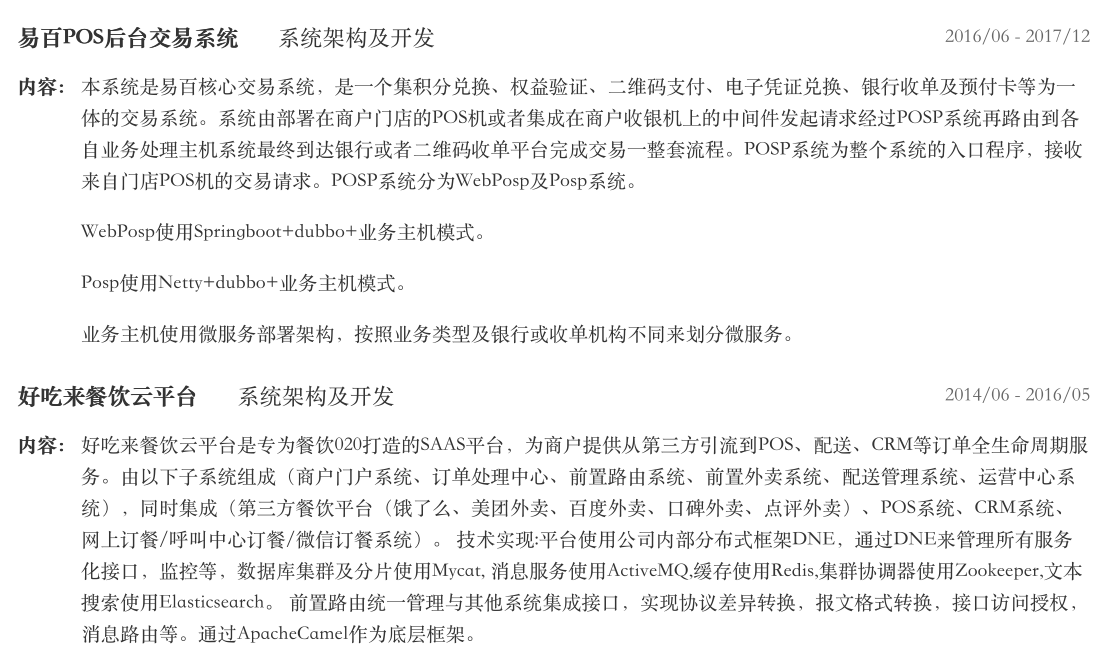 易百POS后台交易系统 系统架构及开发 2016/06 - 2017/12
内容： 本系统是易百核心交易系统，是一个集积分兑换、权益验证、二维码支付、电子凭证兑换、银行收单及预付卡等为一
体的交易系统。系统由部署在商户门店的POS机或者集成在商户收银机上的中间件发起请求经过POSP系统再路由到各
自业务处理主机系统最终到达银行或者二维码收单平台完成交易一整套流程。POSP系统为整个系统的入口程序，接收
来自门店POS机的交易请求。POSP系统分为WebPosp及Posp系统。
WebPosp使用Springboot+dubbo+业务主机模式。
Posp使用Netty+dubbo+业务主机模式。
业务主机使用微服务部署架构，按照业务类型及银行或收单机构不同来划分微服务。
好吃来餐饮云平台 系统架构及开发 2014/06 - 2016/05
内容： 好吃来餐饮云平台是专为餐饮020打造的SAAS平台，为商户提供从第三方引流到POS、配送、CRM等订单全生命周期服
务。由以下子系统组成（商户门户系统、订单处理中心、前置路由系统、前置外卖系统、配送管理系统、运营中心系
统），同时集成（第三方餐饮平台（饿了么、美团外卖、百度外卖、口碑外卖、点评外卖）、POS系统、CRM系统、
网上订餐/呼叫中心订餐/微信订餐系统）。 技术实现:平台使用公司内部分布式框架DNE，通过DNE来管理所有服务
化接口，监控等，数据库集群及分片使用Mycat, 消息服务使用ActiveMQ,缓存使用Redis,集群协调器使用Zookeeper,文本
搜索使用Elasticsearch。 前置路由统一管理与其他系统集成接口，实现协议差异转换，报文格式转换，接口访问授权，
消息路由等。通过ApacheCamel作为底层框架。